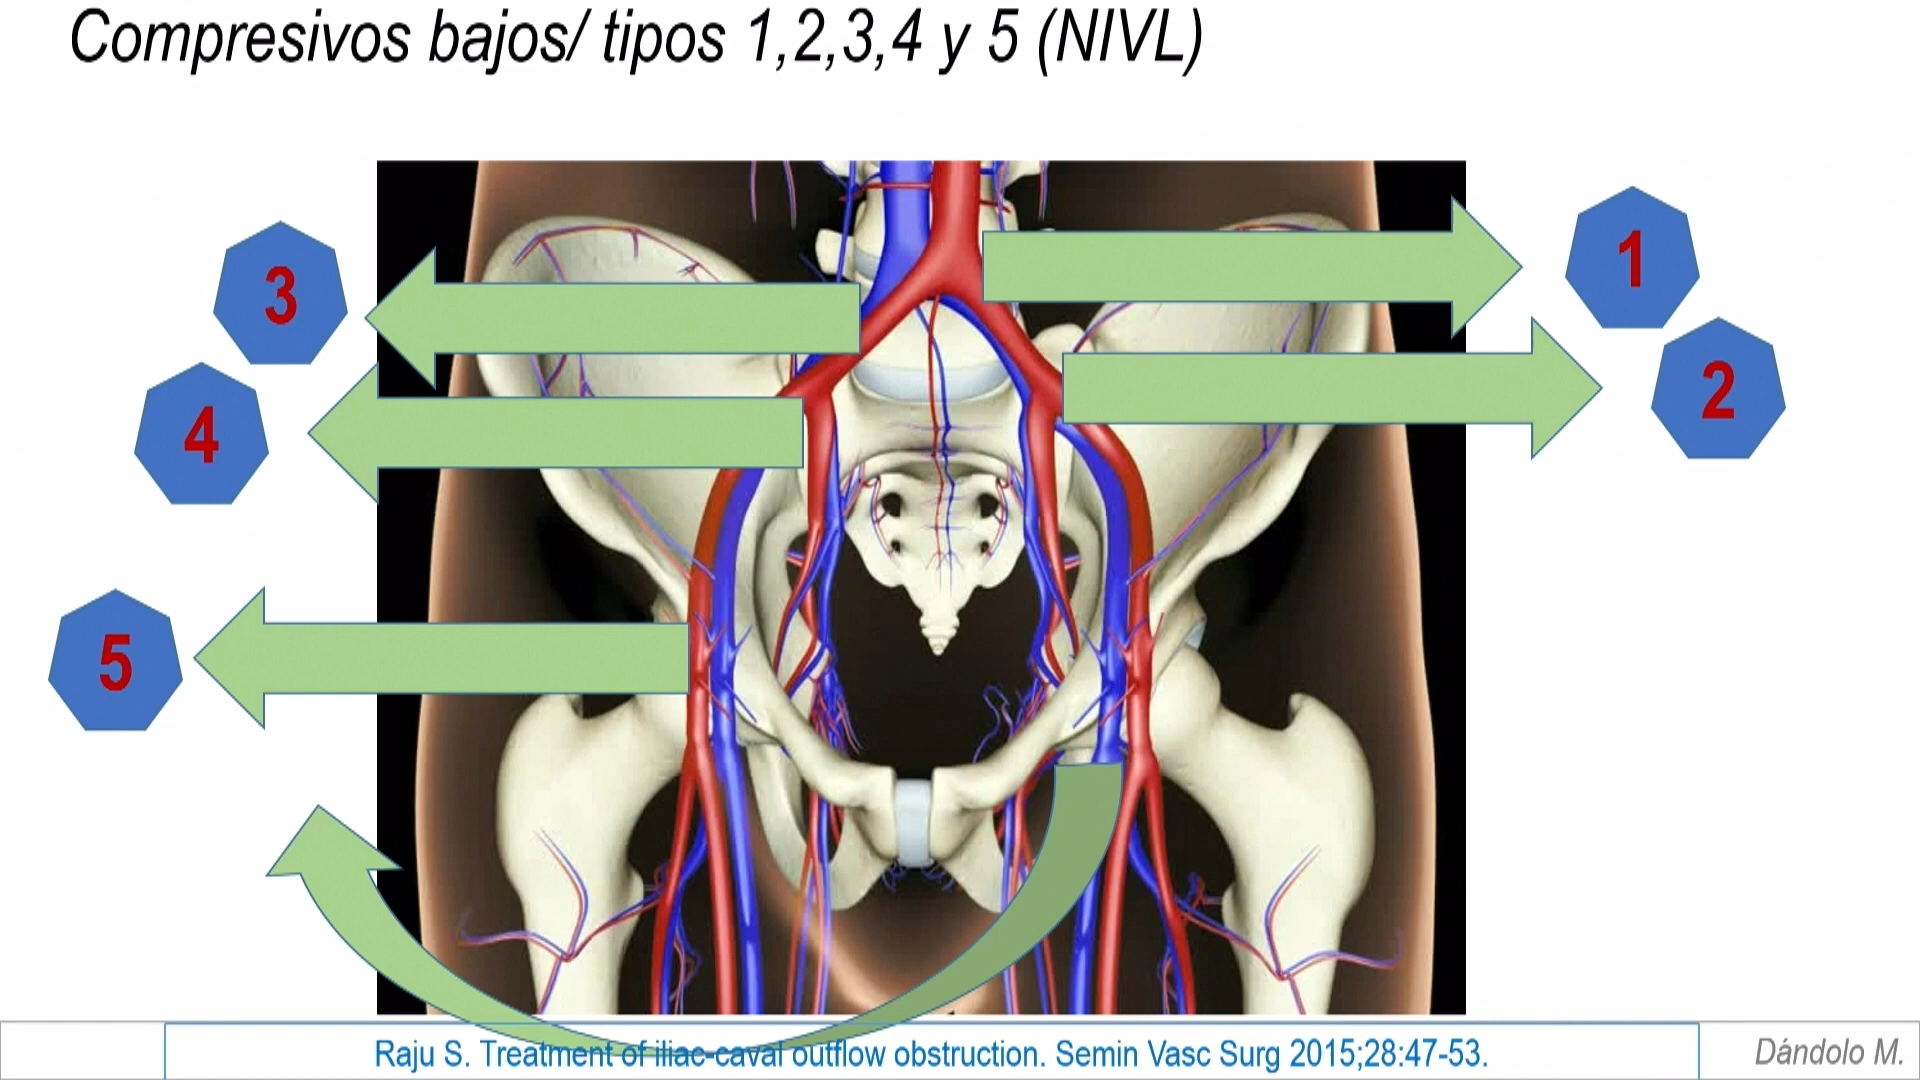 Compresivos bajos/ tipos 1,2,3,4 y 5 (NIVL)
1
3
2
4
5
Raju S. Treatment of iliac-caval outflow obstruction. Semin Vasc Surg 2015;28:47-53.
Dándolo M.